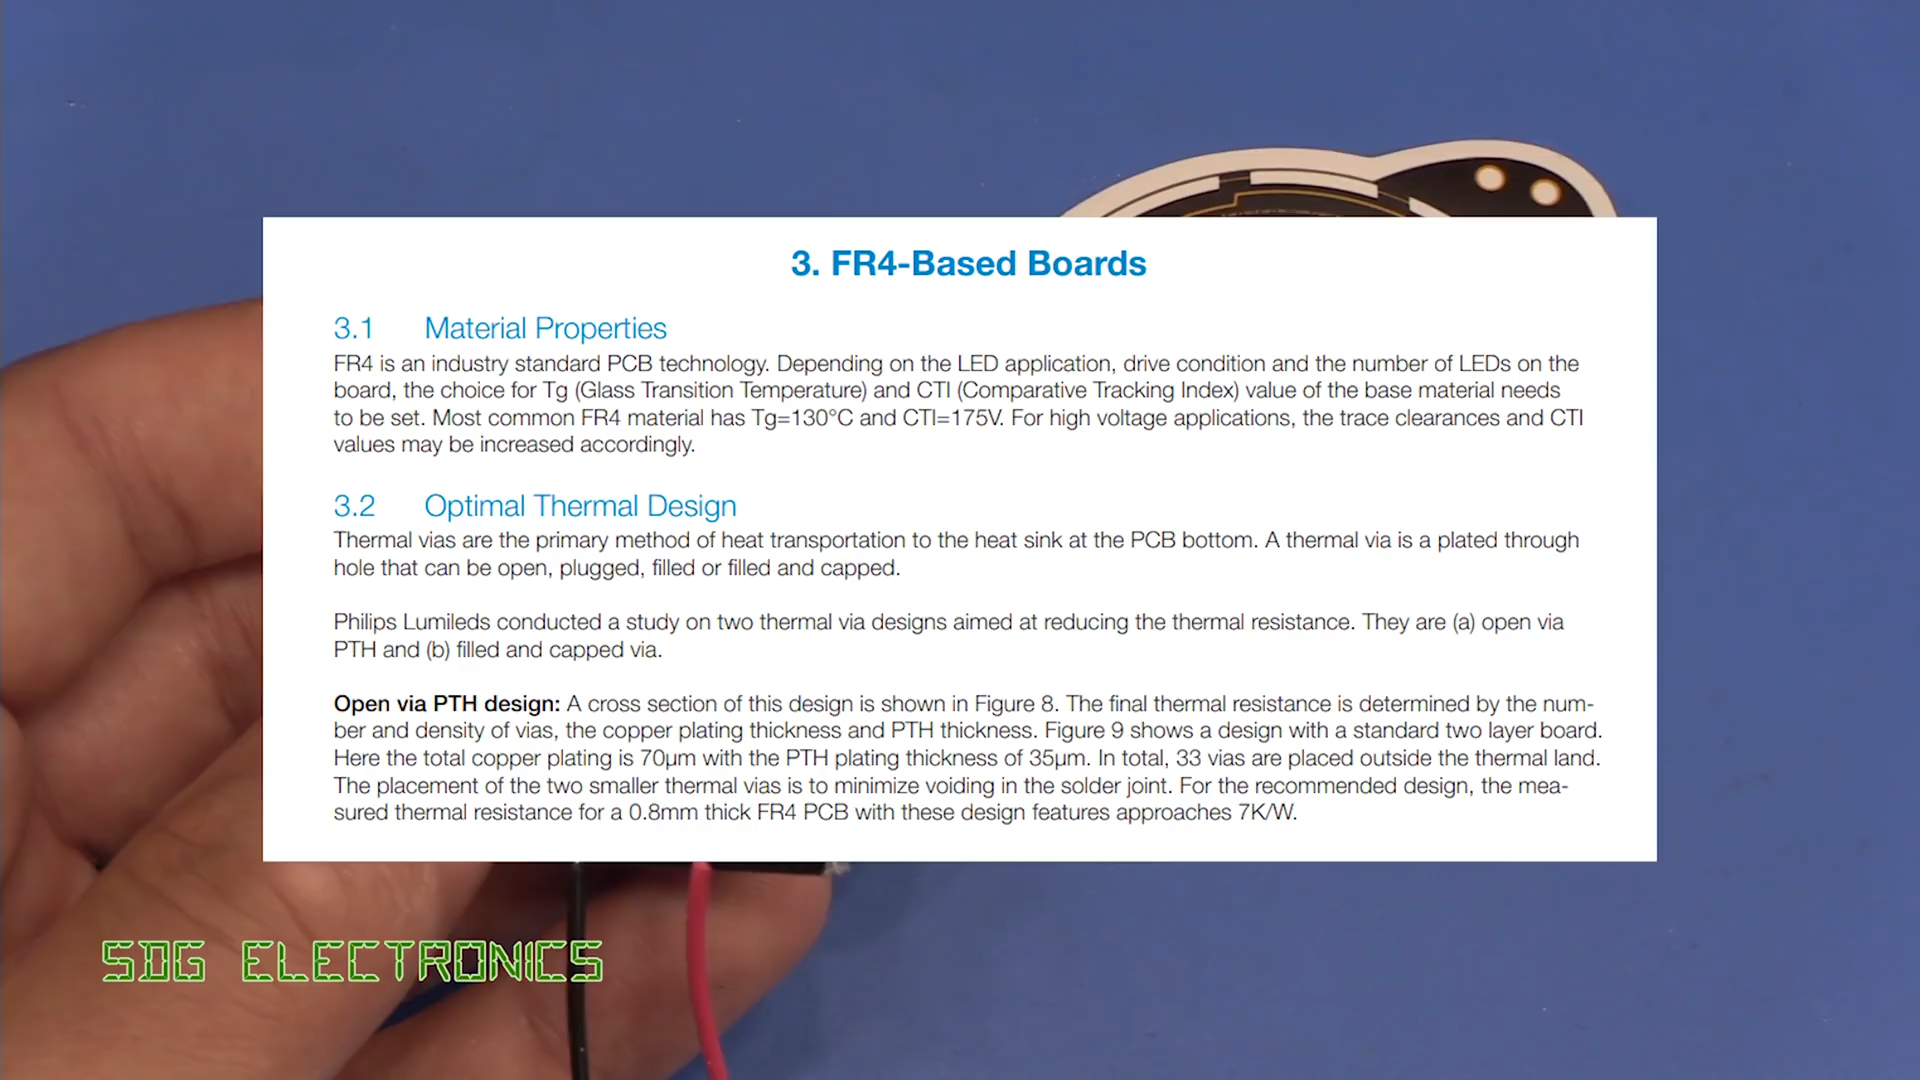 3. FR4-Based Boards
3.1 Material Properties
FR4 is an industry standard PCB technology. Depending on the LED application, drive condition and the number of LEDs on the
board, the choice for Tg (Glass Transition Temperature) and CTI (Comparative Tracking Index) value of the base material needs
to be set. Most common FR4 material has Tg=130°C and CTI=175V. For high voltage applications, the trace clearances and CTI
values may be increased accordingly.
3.2 Optimal Thermal Design
Thermal vias are the primary method of heat transportation to the heat sink at the PCB bottom. A thermal via is a plated through
hole that can be open, plugged, filled or filled and capped.
Philips Lumileds conducted a study on two thermal via designs aimed at reducing the thermal resistance. They are (a) open via
PTH and (b) filled and capped via.
Open via PTH design: A cross section of this design is shown in Figure 8. The final thermal resistance is determined by the num-
ber and density of vias, the copper plating thickness and PTH thickness. Figure 9 shows a design with a standard two layer board.
Here the total copper plating is 70µm with the PTH plating thickness of 35µm. In total, 33 vias are placed outside the thermal land.
The placement of the two smaller thermal vias is to minimize voiding in the solder joint. For the recommended design, the mea-
sured thermal resistance for a 0.8mm thick FR4 PCB with these design features approaches 7K/W.
SDG ELECTRONICS